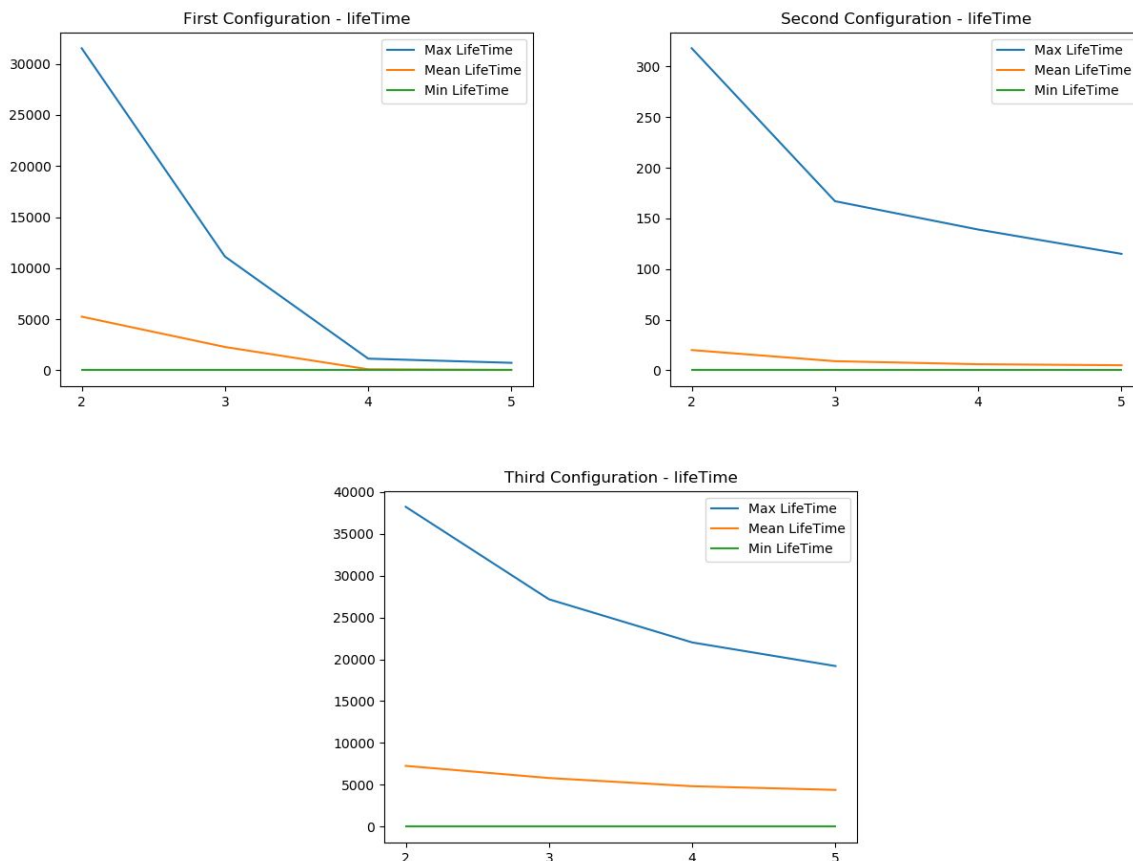 First Configuration - lifeTime
30000
25000
20000
15000
10000
5000
0
2 3 4 5
Max LifeTime
Mean LifeTime
Min LifeTime
Second Configuration - lifeTime
300
250
200
150
100
50
0
2 3 4 5
Max LifeTime
Mean LifeTime
Min LifeTime
Third Configuration - lifeTime
40000
35000
30000
25000
20000
15000
10000
5000
0
2 3 4 5
Max LifeTime
Mean LifeTime
Min LifeTime